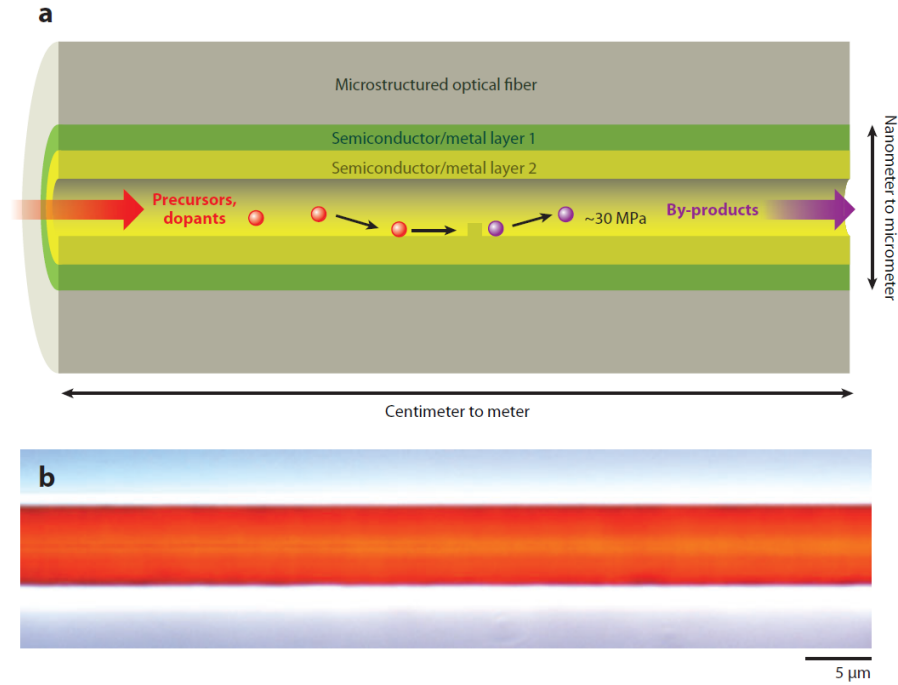 a
Microstructured optical fiber
Semiconductor/metal layer 1
Semiconductor/metal layer 2
Precursors,
dopants
~30 MPa
By-products
Nanometer to micrometer
Centimeter to meter
b
5 µm